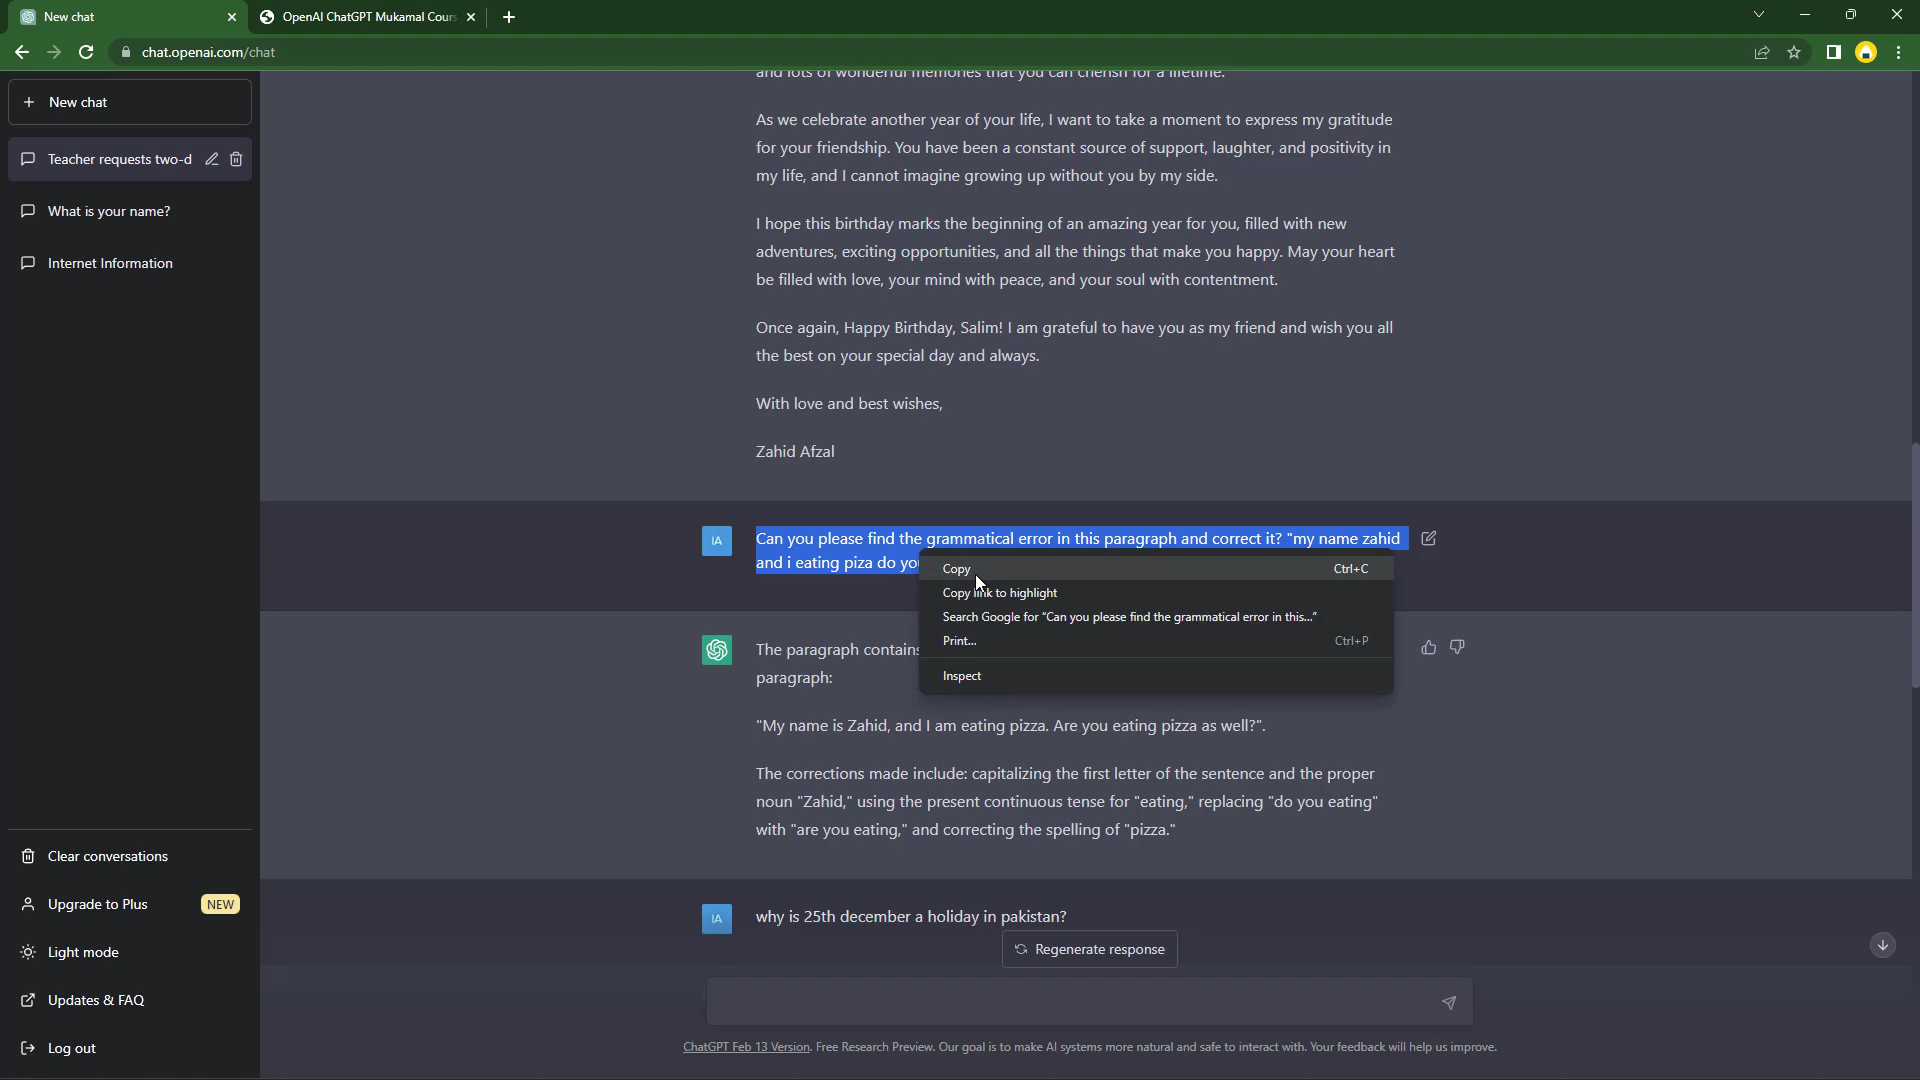 New chat
OpenAI ChatGPT Mukamal Cours
chat.openai.com/chat
New chat
Teacher requests two-d
What is your name?
Internet Information
and lots of wonderful memories that you can cherish for a lifetime.
As we celebrate another year of your life, I want to take a moment to express my gratitude
for your friendship. You have been a constant source of support, laughter, and positivity in
my life, and I cannot imagine growing up without you by my side.
I hope this birthday marks the beginning of an amazing year for you, filled with new
adventures, exciting opportunities, and all the things that make you happy. May your heart
be filled with love, your mind with peace, and your soul with contentment.
Once again, Happy Birthday, Salim! I am grateful to have you as my friend and wish you all
the best on your special day and always.
With love and best wishes,
Zahid Afzal
IA
Can you please find the grammatical error in this paragraph and correct it? "my name zahid
and i eating piza do you
Copy Ctrl+C
Copy link to highlight
Search Google for "Can you please find the grammatical error in this..."
Print... Ctrl+P
Inspect
The paragraph contains
paragraph:
"My name is Zahid, and I am eating pizza. Are you eating pizza as well?".
The corrections made include: capitalizing the first letter of the sentence and the proper
noun "Zahid," using the present continuous tense for "eating," replacing "do you eating"
with "are you eating," and correcting the spelling of "pizza."
IA
why is 25th december a holiday in pakistan?
Regenerate response
Clear conversations
Upgrade to Plus NEW
Light mode
Updates & FAQ
Log out
ChatGPT Feb 13 Version. Free Research Preview. Our goal is to make AI systems more natural and safe to interact with. Your feedback will help us improve.